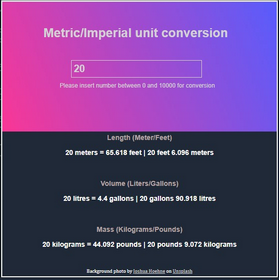 Metric/Imperial unit conversion
20
Please insert number between 0 and 10000 for conversion
Length (Meter/Feet)
20 meters = 65.618 feet | 20 feet 6.096 meters
Volume (Liters/Gallons)
20 litres = 4.4 gallons | 20 gallons 90.918 litres
Mass (Kilograms/Pounds)
20 kilograms = 44.092 pounds | 20 pounds 9.072 kilograms
Background photo by Joshua Hoehne on Unsplash